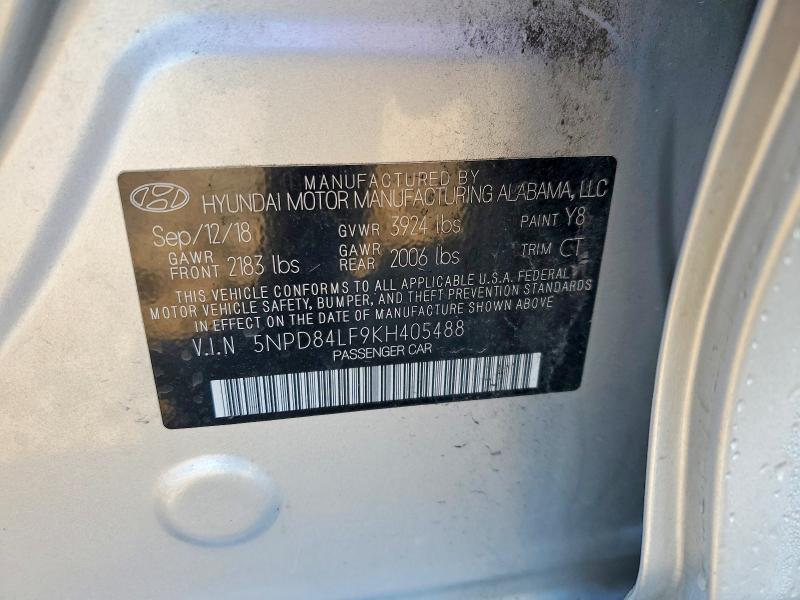 MANUFACTURED BY
HYUNDAI MOTOR MANUFACTURING ALABAMA, LLC
Sep/12/18 GVWR 3924 lbs PAINT Y8
GAWR FRONT 2183 lbs GAWR REAR 2006 lbs TRIM CT
THIS VEHICLE CONFORMS TO ALL APPLICABLE U.S.A. FEDERAL
MOTOR VEHICLE SAFETY, BUMPER, AND THEFT PREVENTION STANDARDS
IN EFFECT ON THE DATE OF MANUFACTURE SHOWN ABOVE
V.I.N 5NPD84LF9KH405488
PASSENGER CAR